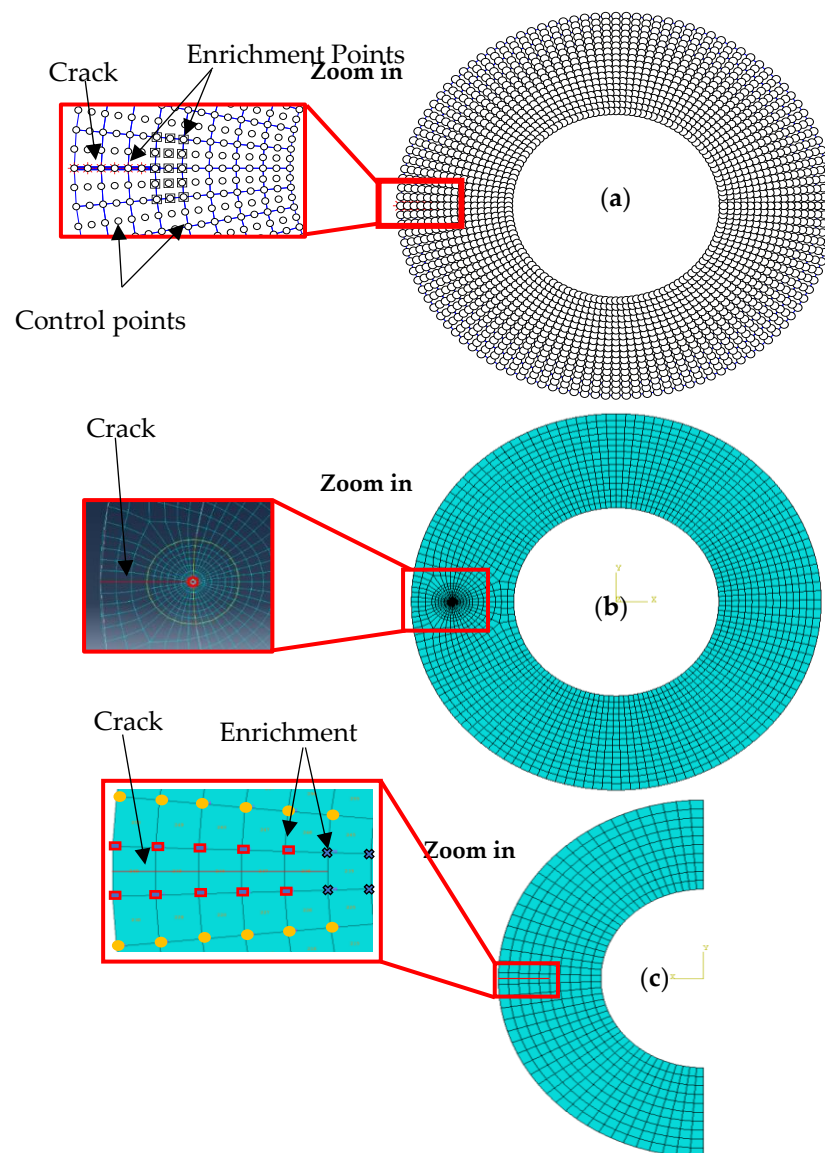 Enrichment Points
Crack
Zoom in
(a)
Control points
Crack
Zoom in
Y
X
(b)
Crack
Enrichment
Zoom in
Y
X
(c)